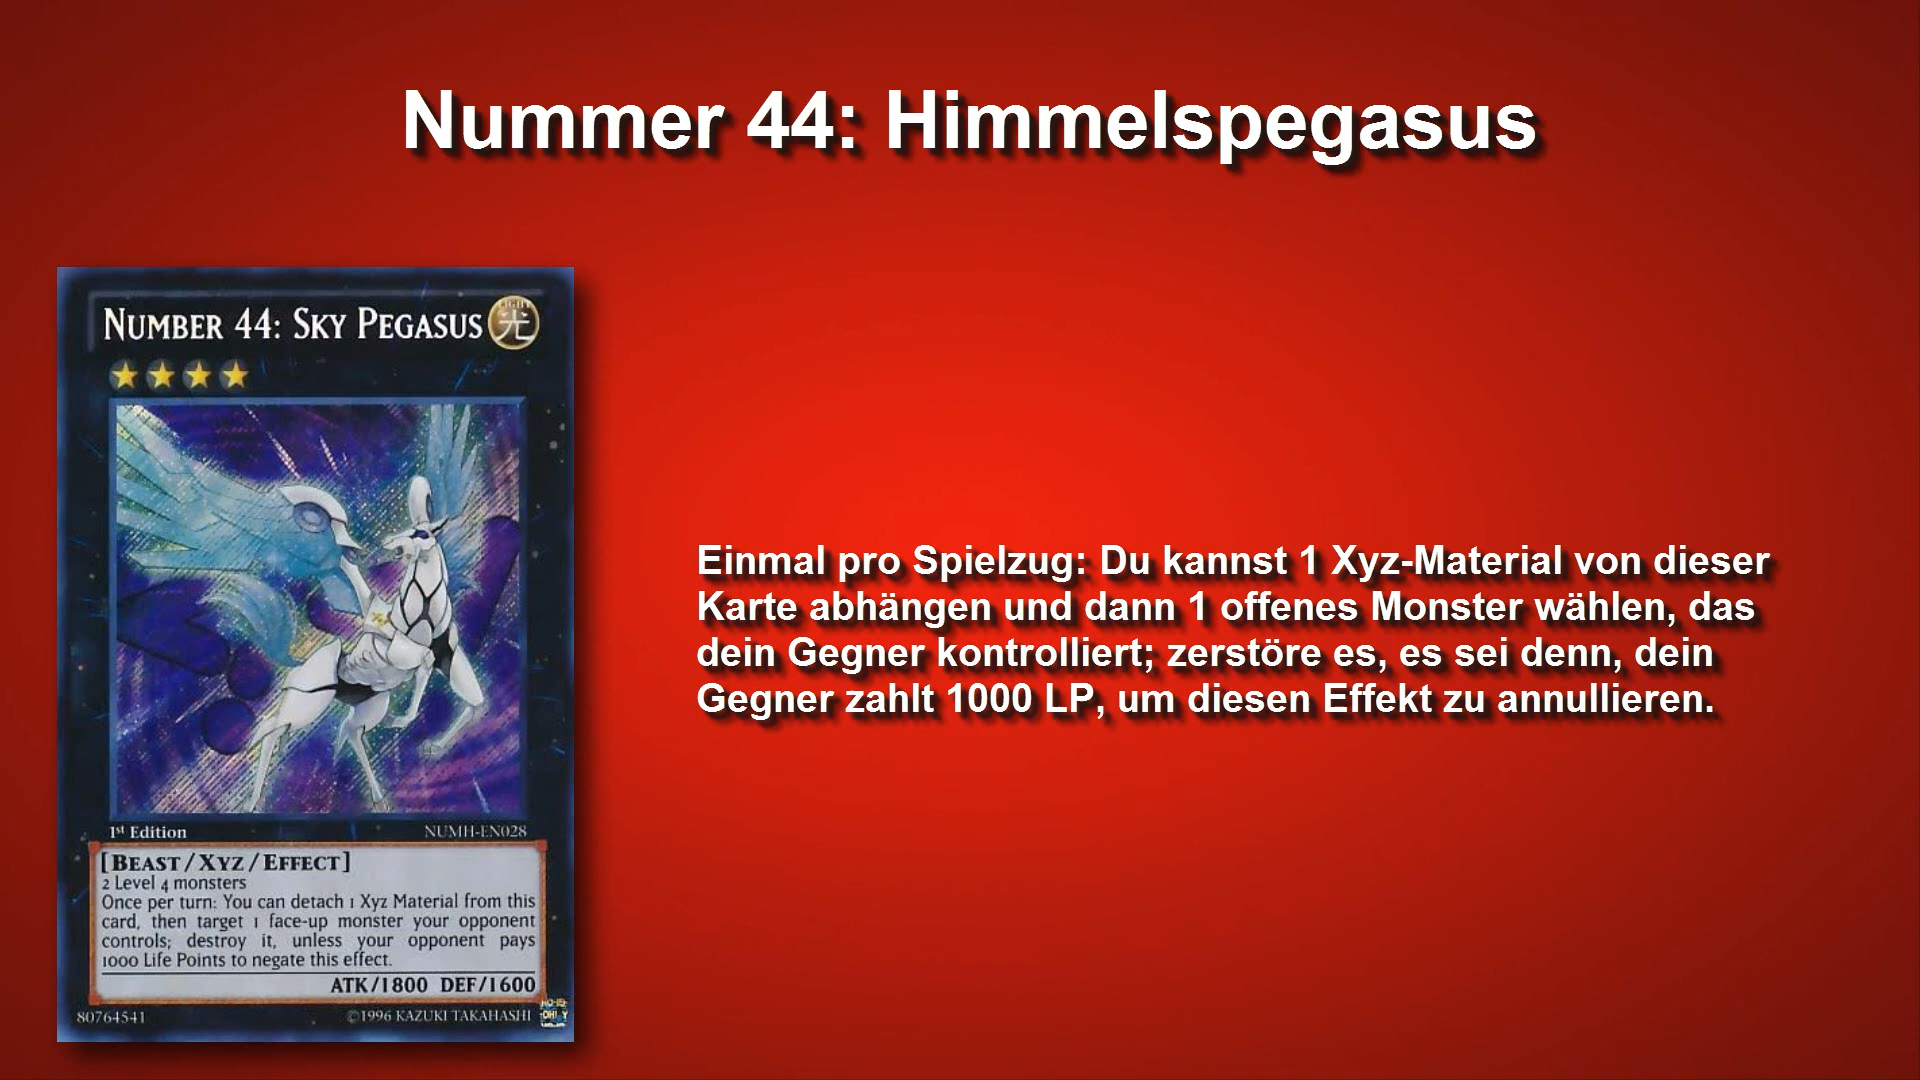 Nummer 44: Himmelspegasus
NUMBER 44: SKY PEGASUS
LIGHT
光
1st Edition
NUMH-EN028
[BEAST/XYZ/EFFECT]
2 Level 4 monsters
Once per turn: You can detach 1 Xyz Material from this
card, then target 1 face-up monster your opponent
controls; destroy it, unless your opponent pays
1000 Life Points to negate this effect.
ATK/1800 DEF/1600
80764541
©1996 KAZUKI TAKAHASHI
Einmal pro Spielzug: Du kannst 1 Xyz-Material von dieser
Karte abhängen und dann 1 offenes Monster wählen, das
dein Gegner kontrolliert; zerstöre es, es sei denn, dein
Gegner zahlt 1000 LP, um diesen Effekt zu annullieren.